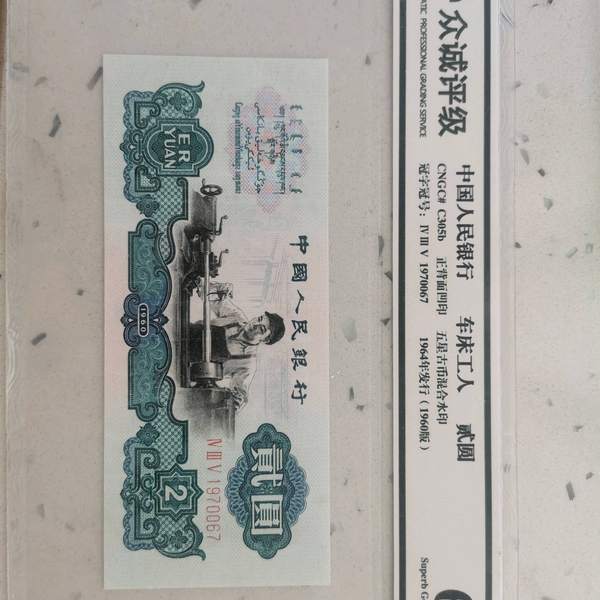 众诚评级
PROFESSIONAL GRADING SERVICE
中国人民银行 车床工人 贰圆
CNGC# C305b 正背面凹印 五星古币混合水印
冠字冠号：IV III V 1970067 1964年发行（1960版）
Superb G
中國人民銀行
貳圓
IV III V 1970067
ER
YUAN
1960
2